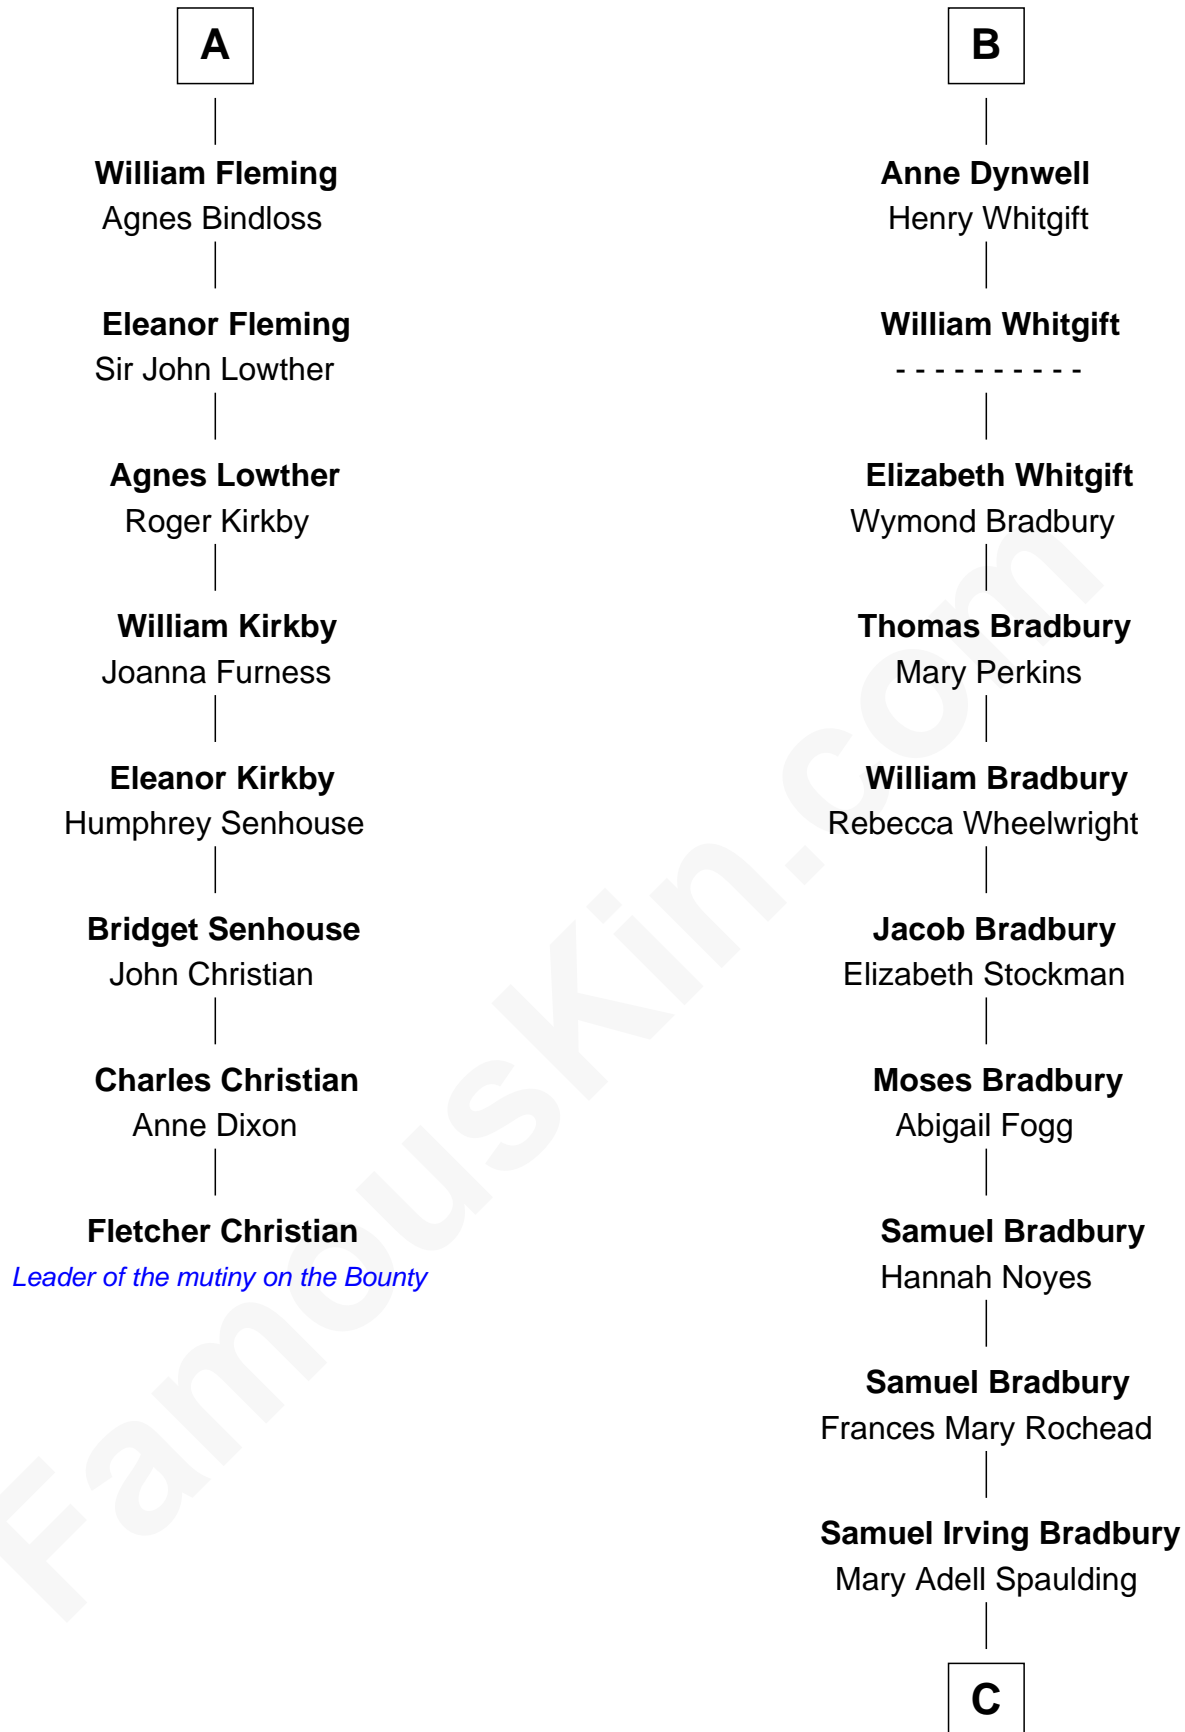 A
William Fleming
Agnes Bindloss
Eleanor Fleming
Sir John Lowther
Agnes Lowther
Roger Kirkby
William Kirkby
Joanna Furness
Eleanor Kirkby
Humphrey Senhouse
Bridget Senhouse
John Christian
Charles Christian
Anne Dixon
Fletcher Christian
Leader of the mutiny on the Bounty
B
Anne Dynwell
Henry Whitgift
William Whitgift
- - - - - - - - - -
Elizabeth Whitgift
Wymond Bradbury
Thomas Bradbury
Mary Perkins
William Bradbury
Rebecca Wheelwright
Jacob Bradbury
Elizabeth Stockman
Moses Bradbury
Abigail Fogg
Samuel Bradbury
Hannah Noyes
Samuel Bradbury
Frances Mary Rochead
Samuel Irving Bradbury
Mary Adell Spaulding
C
FamousKin.com